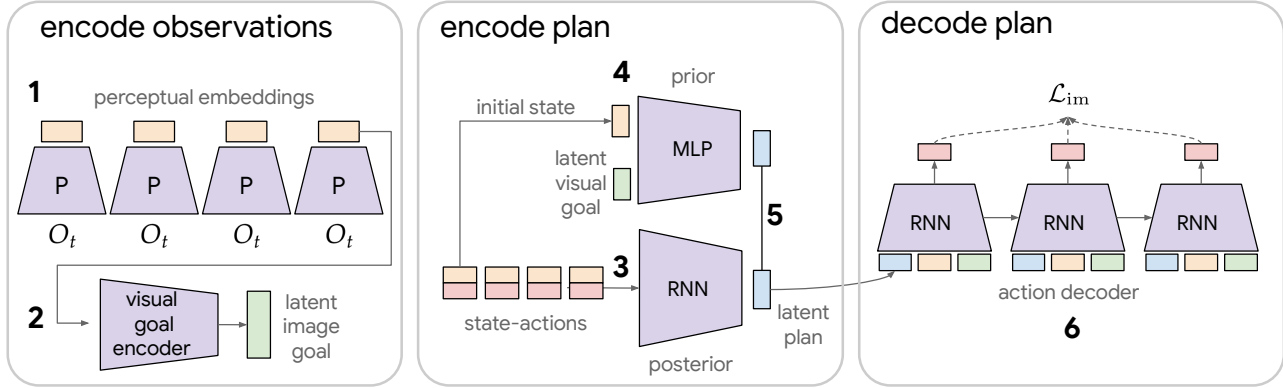 encode observations
1
perceptual embeddings
P P P P
O_t O_t O_t O_t
2
visual
goal
encoder
latent
image
goal
encode plan
4
prior
initial state
MLP
latent
visual
goal
5
3
RNN
state-actions
latent
plan
posterior
decode plan
ℒ_im
RNN RNN RNN
action decoder
6